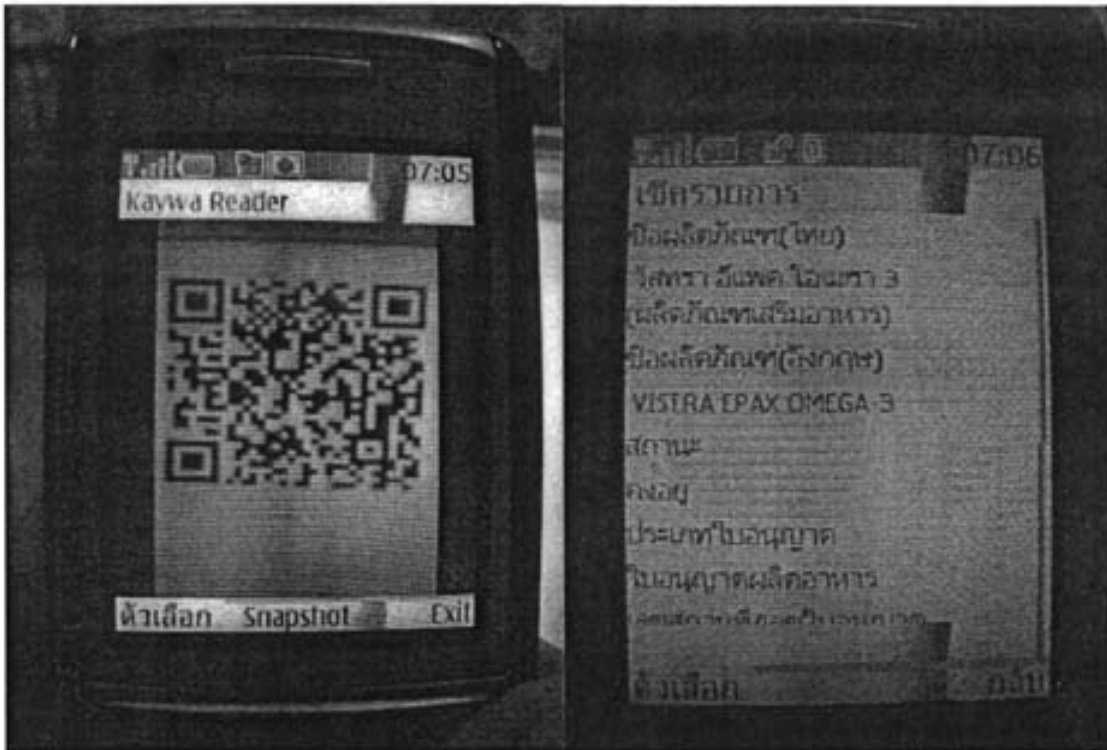 07:05
Kaywa Reader
ตัวเลือก Snapshot Exit
07:06
เช็ครายการ
ชื่อผลิตภัณฑ์(ไทย)
วิสทรา อีแพค โอเมกา 3
(ผลิตภัณฑ์เสริมอาหาร)
ชื่อผลิตภัณฑ์(อังกฤษ)
VISTRA EPAX OMEGA-3
สถานะ
คงอยู่
ประเภทใบอนุญาต
ใบอนุญาตผลิตอาหาร
ตัวเลือก กลับ